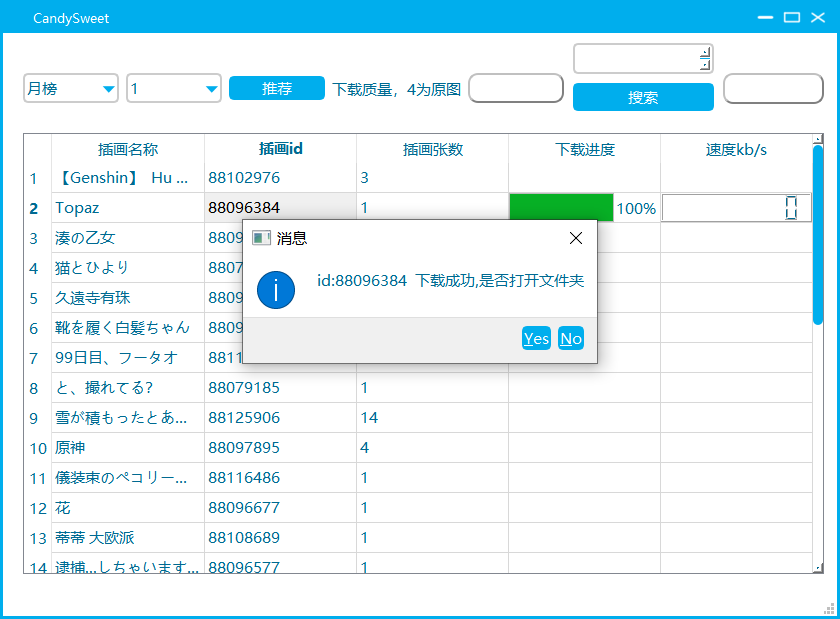 CandySweet
月榜 1 推荐 下载质量，4为原图 搜索
插画名称 插画id 插画张数 下载进度 速度kb/s
1 【Genshin】 Hu ... 88102976 3
2 Topaz 88096384 1 100% 0
3 湊の乙女 8809
4 猫とひより 8807
5 久遠寺有珠 8809
6 靴を履く白髪ちゃん 8809
7 99日目、フータオ 8811
消息
id:88096384 下载成功,是否打开文件夹
Yes No
8 と、撮れてる? 88079185 1
9 雪が積もったとあ... 88125906 14
10 原神 88097895 4
11 儀装束のペコリー... 88116486 1
12 花 88096677 1
13 蒂蒂 大欧派 88108689 1
14 逮捕...しちゃいます... 88096577 1